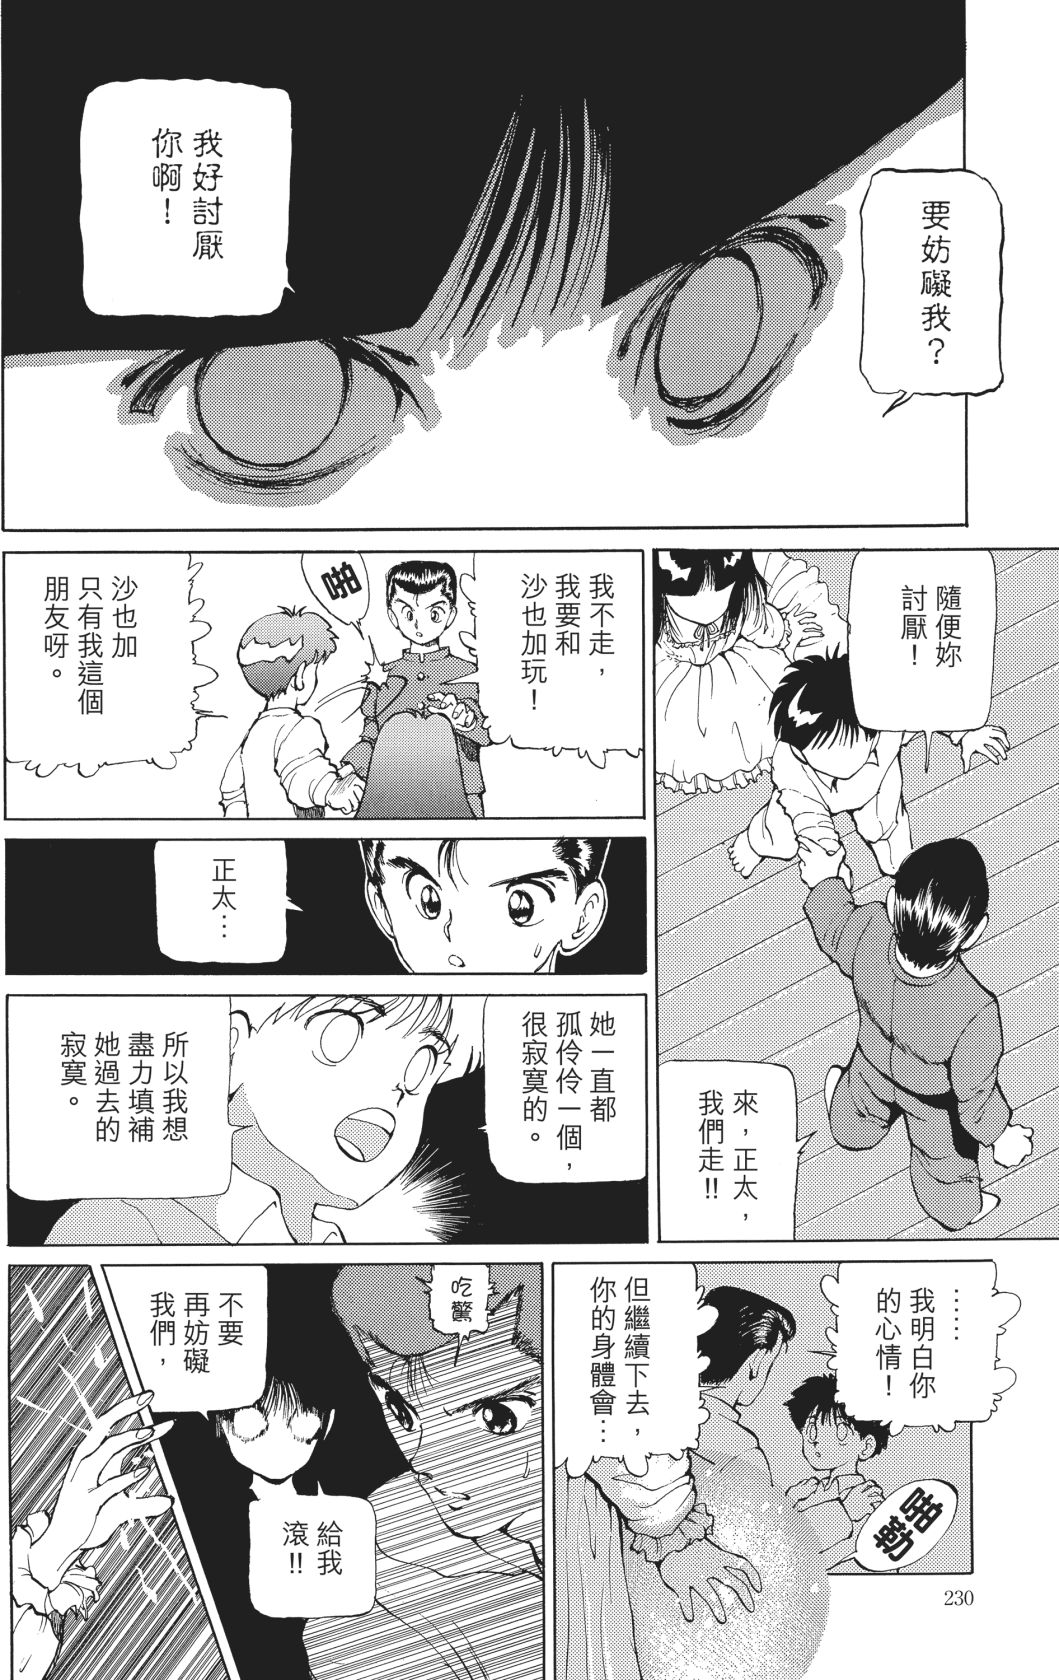 要妨礙我？
我好討厭
你啊！
隨便妳
討厭！
來，正太，
我們走!!
我不走，
我要和
沙也加玩！
啪
沙也加
只有我這個
朋友呀。
正太…
她一直都
孤伶伶一個，
很寂寞的。
所以我想
盡力填補
她過去的
寂寞。
……
我明白你
的心情！
但繼續下去，
你的身體會…
啪勒
吃驚
不要
再妨礙
我們，
給我
滾!!
230